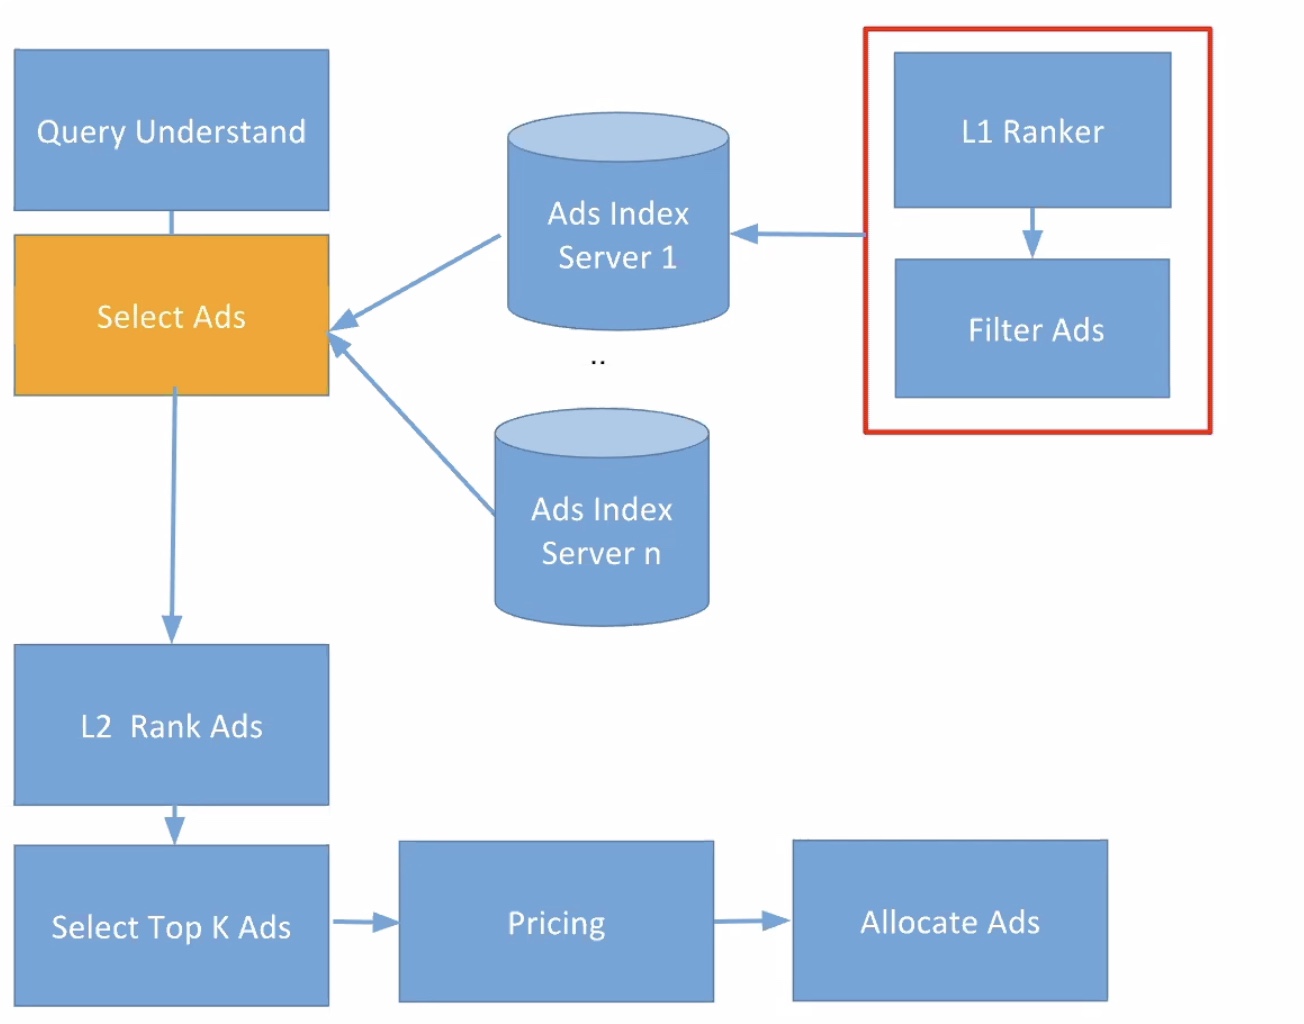 Query Understand
Select Ads
Ads Index
Server 1
..
Ads Index
Server n
L1 Ranker
Filter Ads
L2 Rank Ads
Select Top K Ads
Pricing
Allocate Ads